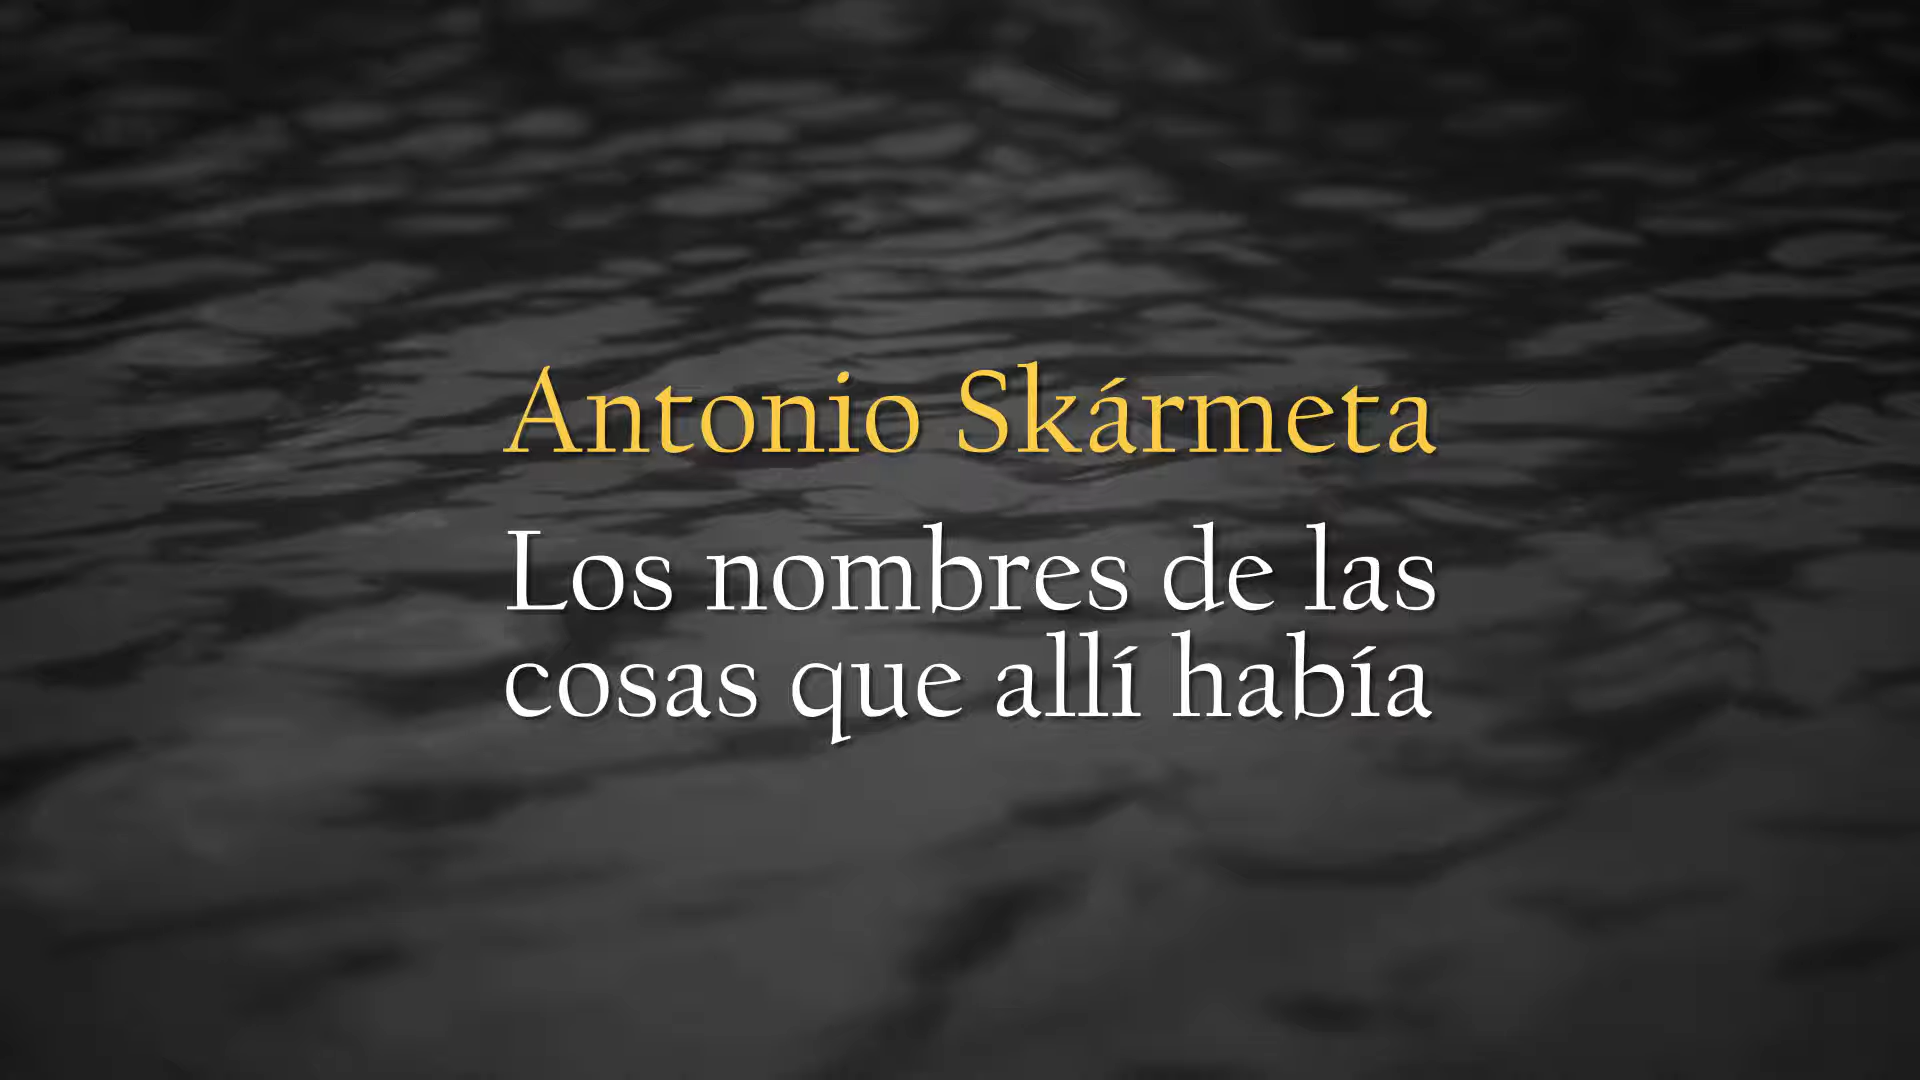 Antonio Skármeta
Los nombres de las
cosas que allí había